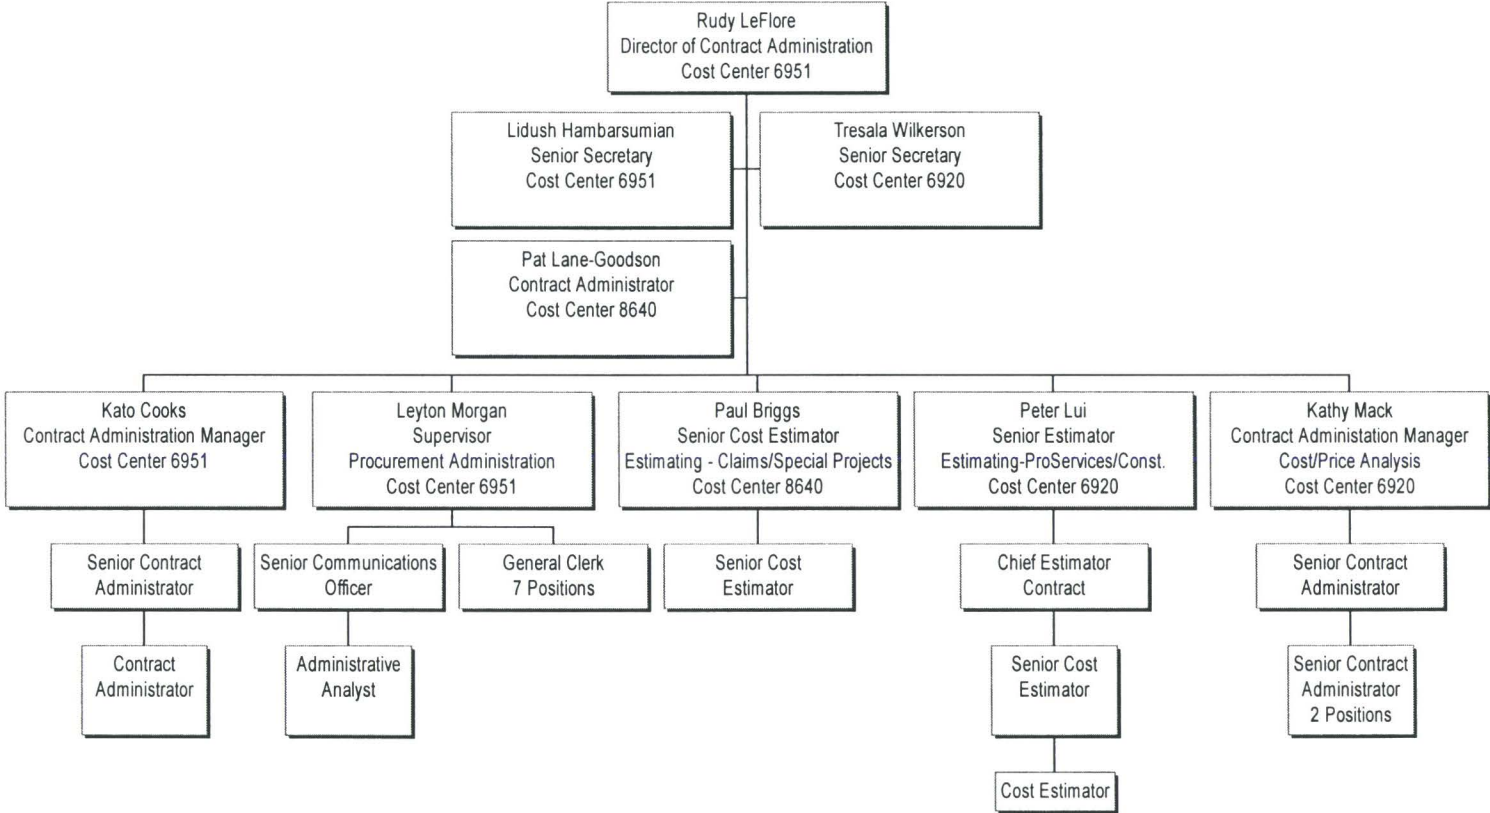 Rudy LeFlore
Director of Contract Administration
Cost Center 6951
Lidush Hambarsumian
Senior Secretary
Cost Center 6951
Tresala Wilkerson
Senior Secretary
Cost Center 6920
Pat Lane-Goodson
Contract Administrator
Cost Center 8640
Kato Cooks
Contract Administration Manager
Cost Center 6951
Leyton Morgan
Supervisor
Procurement Administration
Cost Center 6951
Paul Briggs
Senior Cost Estimator
Estimating - Claims/Special Projects
Cost Center 8640
Peter Lui
Senior Estimator
Estimating-ProServices/Const.
Cost Center 6920
Kathy Mack
Contract Administation Manager
Cost/Price Analysis
Cost Center 6920
Senior Contract
Administrator
Senior Communications
Officer
General Clerk
7 Positions
Senior Cost
Estimator
Chief Estimator
Contract
Senior Contract
Administrator
Contract
Administrator
Administrative
Analyst
Senior Cost
Estimator
Senior Contract
Administrator
2 Positions
Cost Estimator